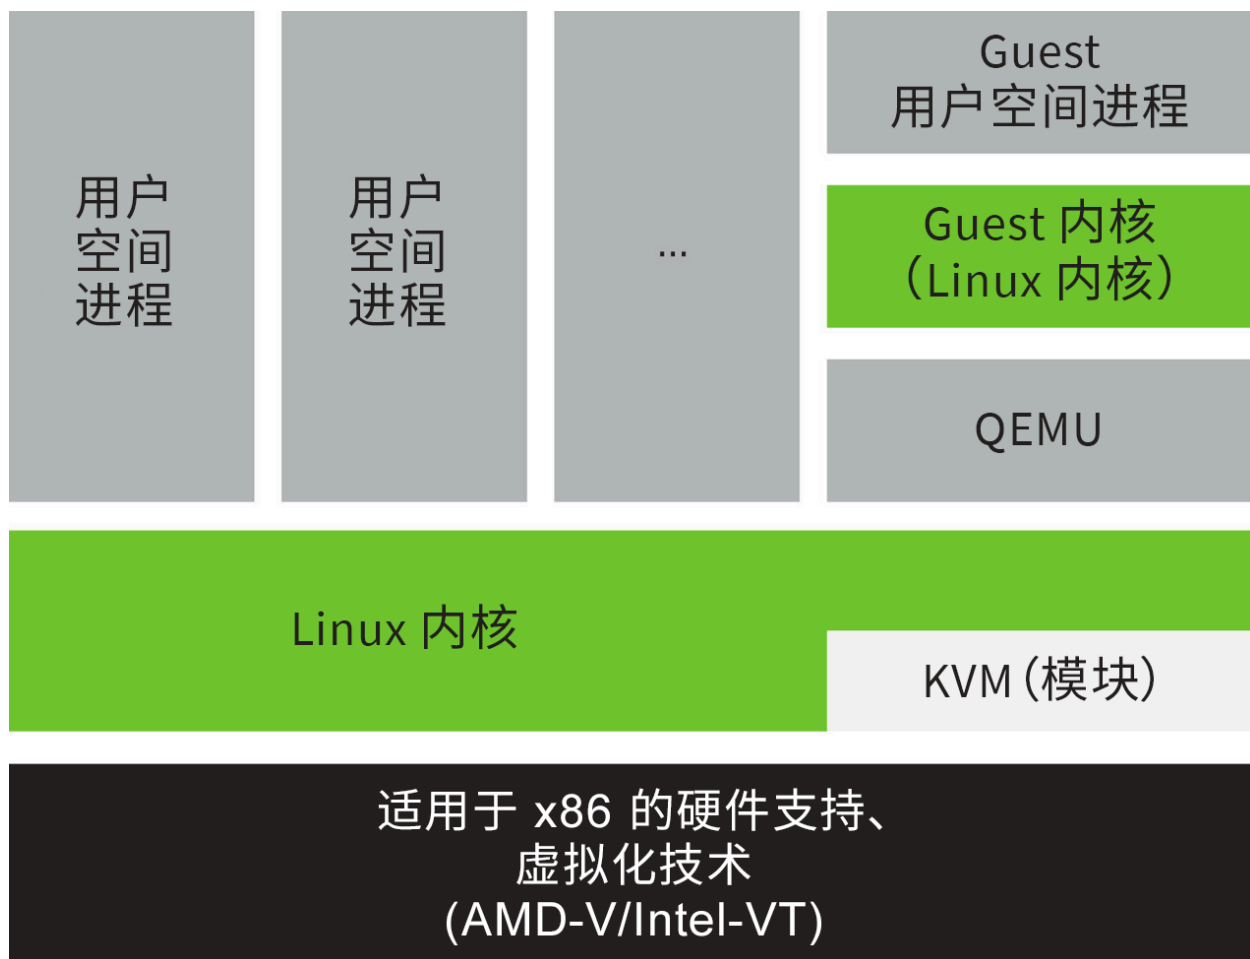 用户
空间
进程
用户
空间
进程
...
Guest
用户空间进程
Guest 内核
（Linux 内核）
QEMU
Linux 内核
KVM（模块）
适用于 x86 的硬件支持、
虚拟化技术
(AMD-V/Intel-VT)